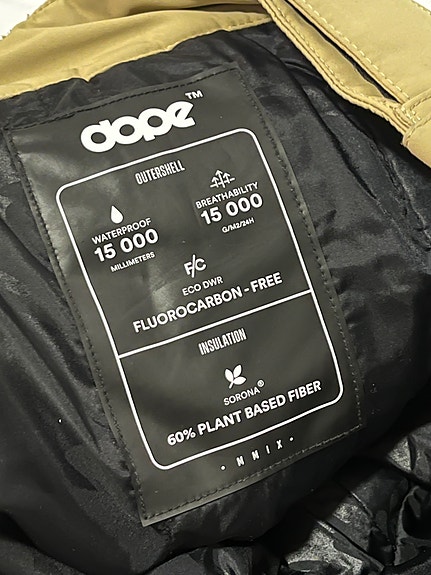 dope™
OUTERSHELL
WATERPROOF
15 000
MILLIMETERS
BREATHABILITY
15 000
G/M2/24H
F/C
ECO DWR
FLUOROCARBON - FREE
INSULATION
SORONA®
60% PLANT BASED FIBER
• MMIX •